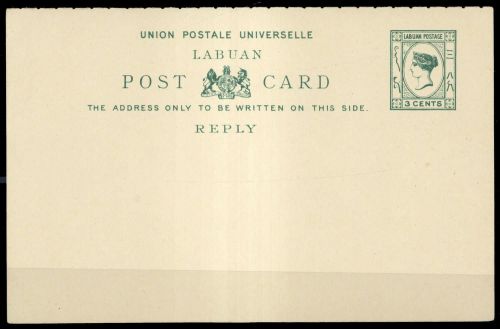 UNION POSTALE UNIVERSELLE
LABUAN
POST CARD
THE ADDRESS ONLY TO BE WRITTEN ON THIS SIDE.
REPLY
LABUAN POSTAGE
3 CENTS